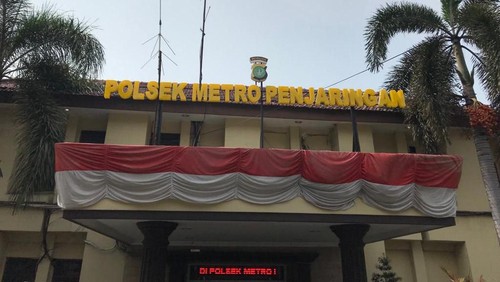 POLSEK METRO PENJARINGAN
DI POLSEK METRO